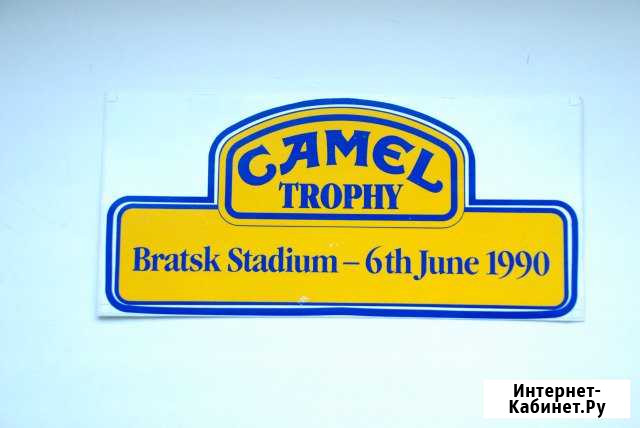 CAMEL
TROPHY
Bratsk Stadium – 6th June 1990
Интернет-
Кабинет.Ру